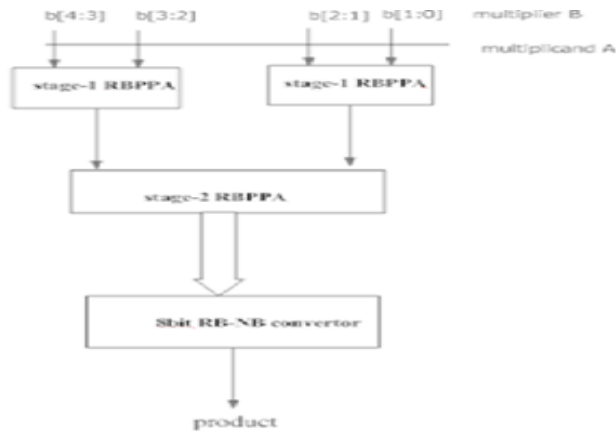 b[4:3] b[3:2] b[2:1] b[1:0] multiplier B
multiplicand A
stage-1 RBPPA stage-1 RBPPA
stage-2 RBPPA
8bit RB-NB convertor
product